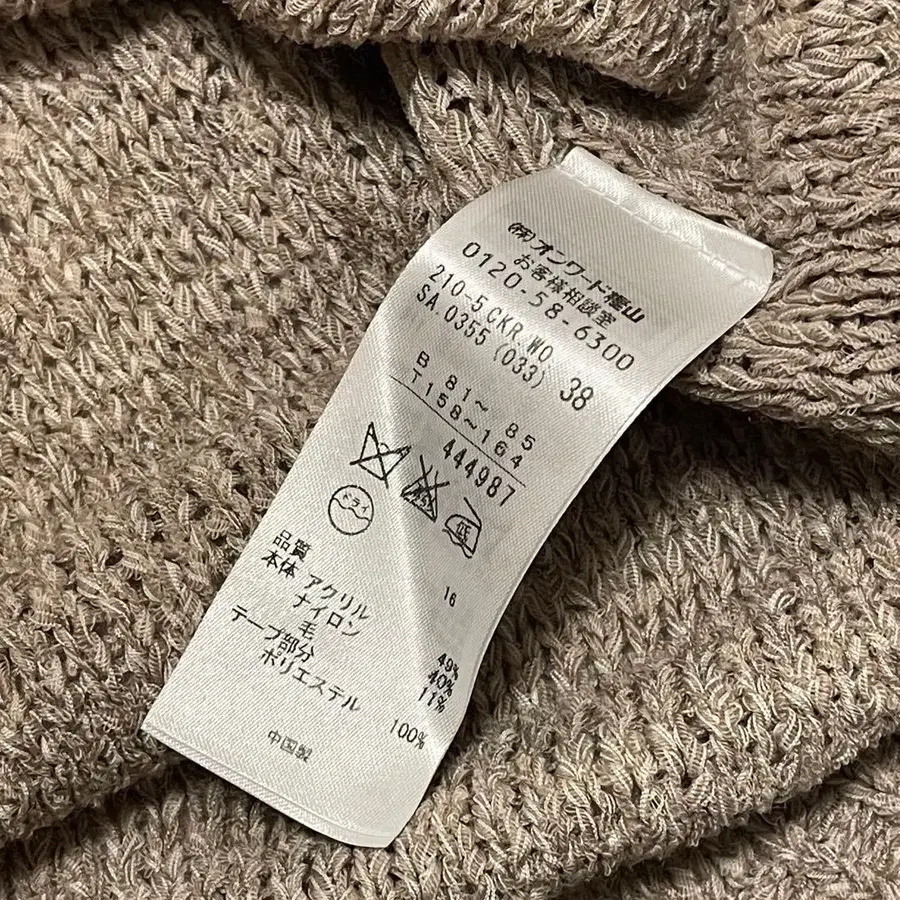 ㈱オンワード樫山
お客様相談室
0120-58-6300
210-5 CKR.WO
SA.0355(033) 38
B 81~ 85
T158~164
444987
ドライ
低
16
品質
本体 アクリル 49%
ナイロン 40%
毛 11%
テープ部分
ポリエステル 100%
中国製